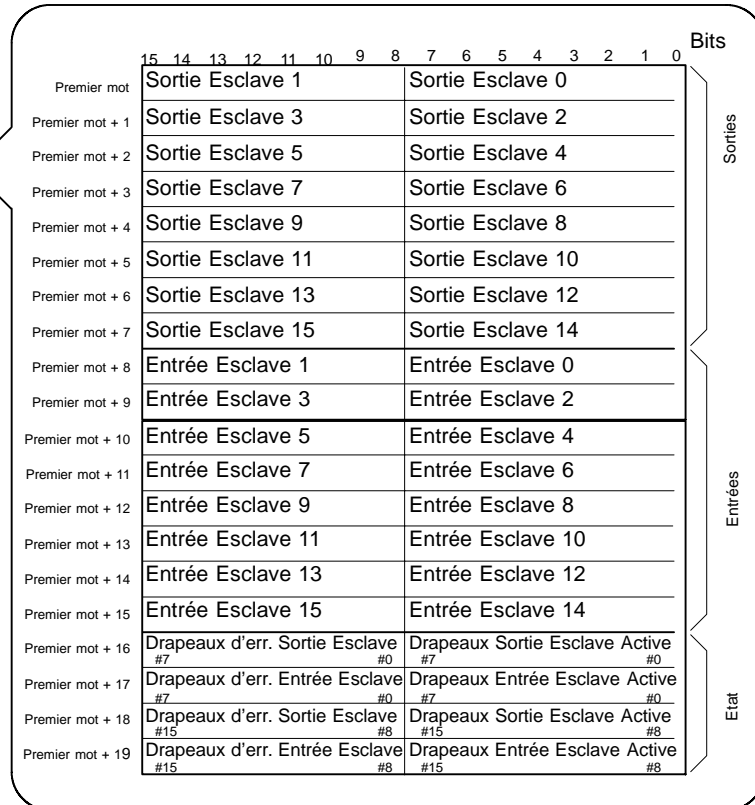 Bits
15 14 13 12 11 10 9 8 7 6 5 4 3 2 1 0
Premier mot Sortie Esclave 1 Sortie Esclave 0
Premier mot + 1 Sortie Esclave 3 Sortie Esclave 2
Premier mot + 2 Sortie Esclave 5 Sortie Esclave 4
Premier mot + 3 Sortie Esclave 7 Sortie Esclave 6
Premier mot + 4 Sortie Esclave 9 Sortie Esclave 8
Premier mot + 5 Sortie Esclave 11 Sortie Esclave 10
Premier mot + 6 Sortie Esclave 13 Sortie Esclave 12
Premier mot + 7 Sortie Esclave 15 Sortie Esclave 14
Sorties
Premier mot + 8 Entrée Esclave 1 Entrée Esclave 0
Premier mot + 9 Entrée Esclave 3 Entrée Esclave 2
Premier mot + 10 Entrée Esclave 5 Entrée Esclave 4
Premier mot + 11 Entrée Esclave 7 Entrée Esclave 6
Premier mot + 12 Entrée Esclave 9 Entrée Esclave 8
Premier mot + 13 Entrée Esclave 11 Entrée Esclave 10
Premier mot + 14 Entrée Esclave 13 Entrée Esclave 12
Premier mot + 15 Entrée Esclave 15 Entrée Esclave 14
Entrées
Premier mot + 16 Drapeaux d'err. Sortie Esclave Drapeaux Sortie Esclave Active
#7 #0 #7 #0
Premier mot + 17 Drapeaux d'err. Entrée Esclave Drapeaux Entrée Esclave Active
#7 #0 #7 #0
Premier mot + 18 Drapeaux d'err. Sortie Esclave Drapeaux Sortie Esclave Active
#15 #8 #15 #8
Premier mot + 19 Drapeaux d'err. Entrée Esclave Drapeaux Entrée Esclave Active
#15 #8 #15 #8
Etat